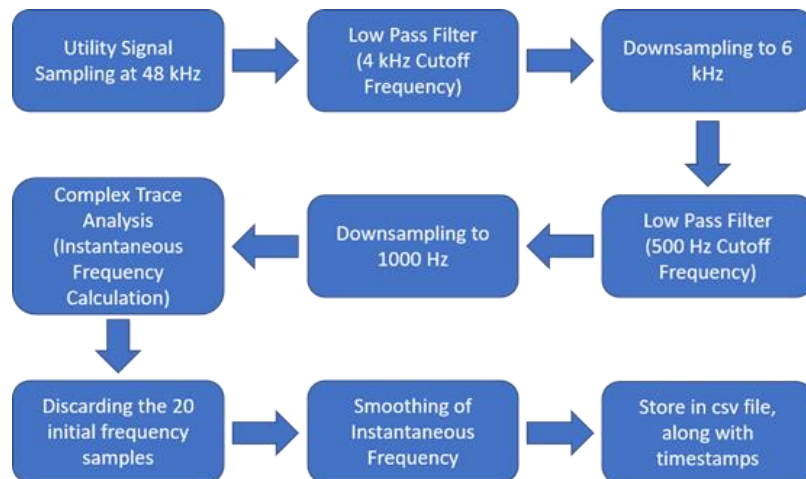 Utility Signal
Sampling at 48 kHz
Low Pass Filter
(4 kHz Cutoff
Frequency)
Downsampling to 6
kHz
Low Pass Filter
(500 Hz Cutoff
Frequency)
Downsampling to
1000 Hz
Complex Trace
Analysis
(Instantaneous
Frequency
Calculation)
Discarding the 20
initial frequency
samples
Smoothing of
Instantaneous
Frequency
Store in csv file,
along with
timestamps